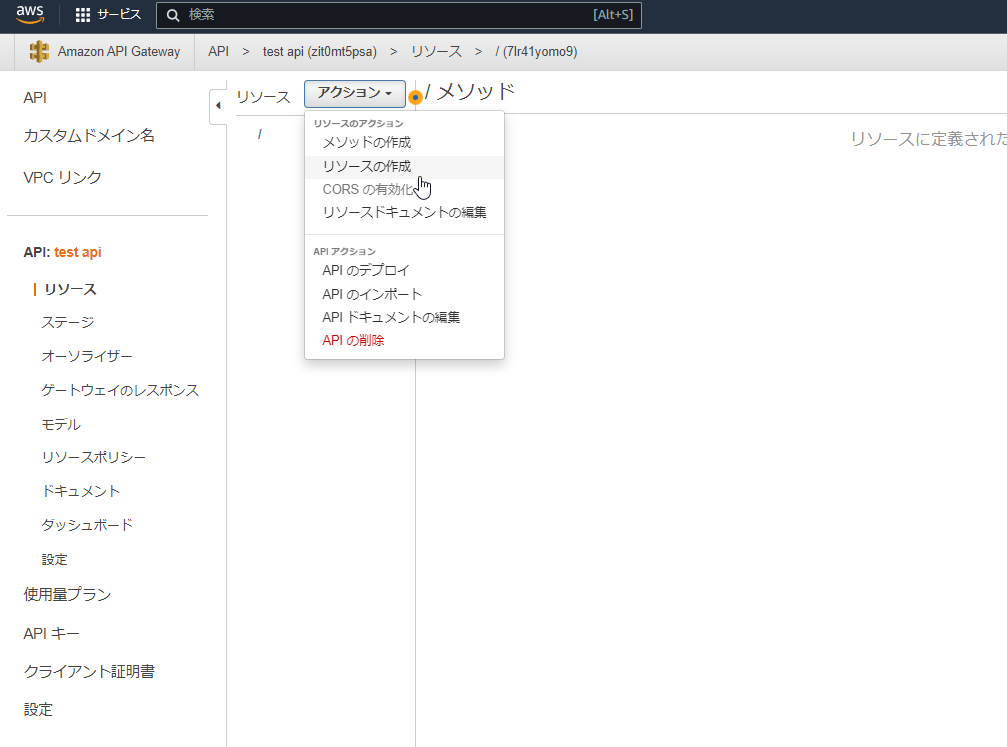 aws サービス 検索 [Alt+S]
Amazon API Gateway API > test api (zit0mt5psa) > リソース > / (7lr41yomo9)
API
カスタムドメイン名
VPC リンク
API: test api
リソース
ステージ
オーソライザー
ゲートウェイのレスポンス
モデル
リソースポリシー
ドキュメント
ダッシュボード
設定
使用量プラン
API キー
クライアント証明書
設定
リソース アクション
/
リソースのアクション
メソッドの作成
リソースの作成
CORS の有効化
リソースドキュメントの編集
API アクション
API のデプロイ
API のインポート
API ドキュメントの編集
API の削除
/ メソッド
リソースに定義された